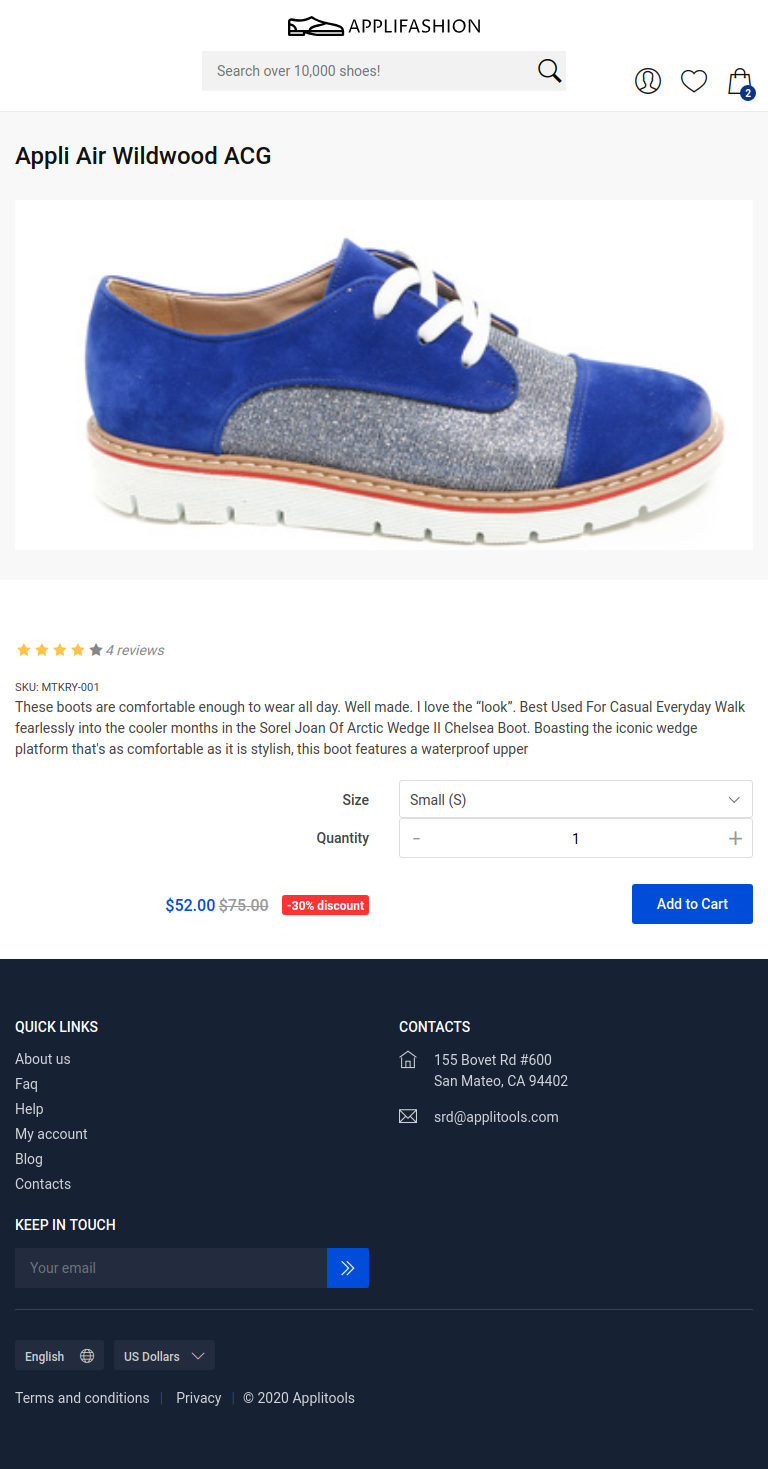 APPLIFASHION
Search over 10,000 shoes!
2
Appli Air Wildwood ACG
4 reviews
SKU: MTKRY-001
These boots are comfortable enough to wear all day. Well made. I love the “look”. Best Used For Casual Everyday Walk
fearlessly into the cooler months in the Sorel Joan Of Arctic Wedge II Chelsea Boot. Boasting the iconic wedge
platform that's as comfortable as it is stylish, this boot features a waterproof upper
Size
Small (S)
Quantity
- 1 +
$52.00 $75.00 -30% discount
Add to Cart
QUICK LINKS
About us
Faq
Help
My account
Blog
Contacts
CONTACTS
155 Bovet Rd #600
San Mateo, CA 94402
srd@applitools.com
KEEP IN TOUCH
Your email
English
US Dollars
Terms and conditions
Privacy
© 2020 Applitools